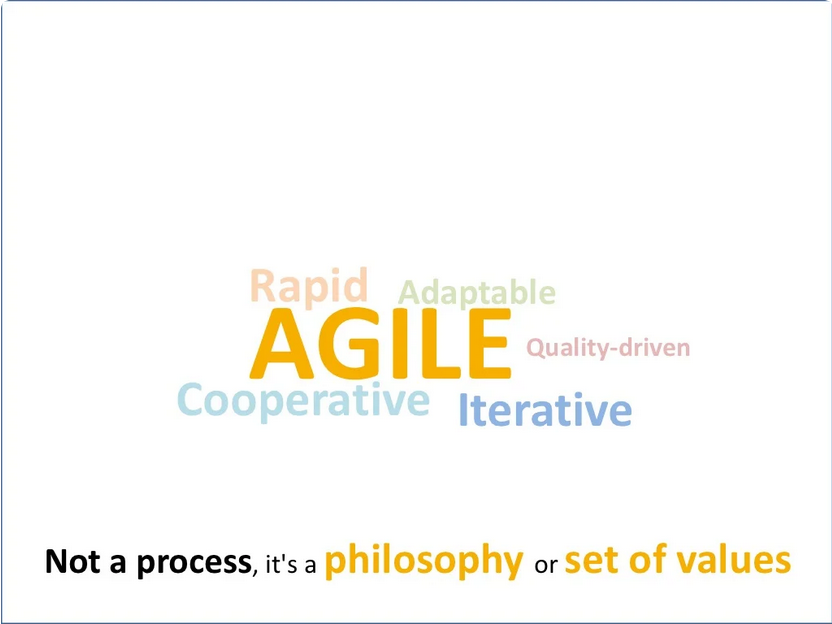 Rapid Adaptable
AGILE Quality-driven
Cooperative Iterative
Not a process, it's a philosophy or set of values